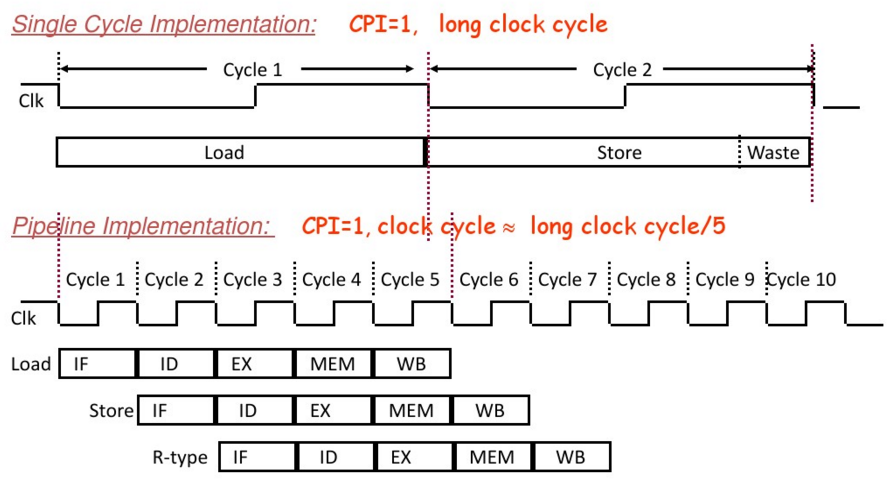 Single Cycle Implementation: CPI=1, long clock cycle
Cycle 1 Cycle 2
Clk
Load Store Waste
Pipeline Implementation: CPI=1, clock cycle ≈ long clock cycle/5
Cycle 1 Cycle 2 Cycle 3 Cycle 4 Cycle 5 Cycle 6 Cycle 7 Cycle 8 Cycle 9 Cycle 10
Clk
Load IF ID EX MEM WB
Store IF ID EX MEM WB
R-type IF ID EX MEM WB